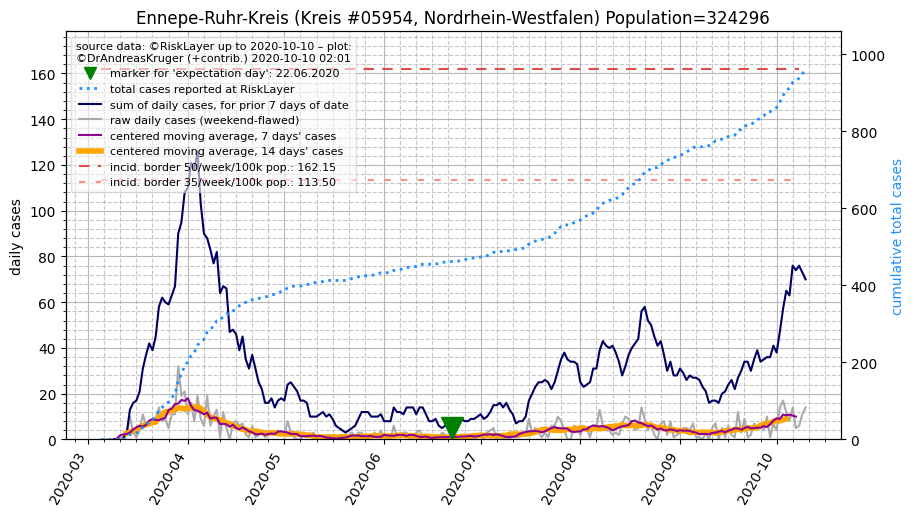 Ennepe-Ruhr-Kreis (Kreis #05954, Nordrhein-Westfalen) Population=324296
source data: ©RiskLayer up to 2020-10-10 – plot:
©DrAndreasKruger (+contrib.) 2020-10-10 02:01
marker for 'expectation day': 22.06.2020
total cases reported at RiskLayer
sum of daily cases, for prior 7 days of date
raw daily cases (weekend-flawed)
centered moving average, 7 days' cases
centered moving average, 14 days' cases
incid. border 50/week/100k pop.: 162.15
incid. border 35/week/100k pop.: 113.50
daily cases
160
140
120
100
80
60
40
20
0
cumulative total cases
1000
800
600
400
200
0
2020-03
2020-04
2020-05
2020-06
2020-07
2020-08
2020-09
2020-10